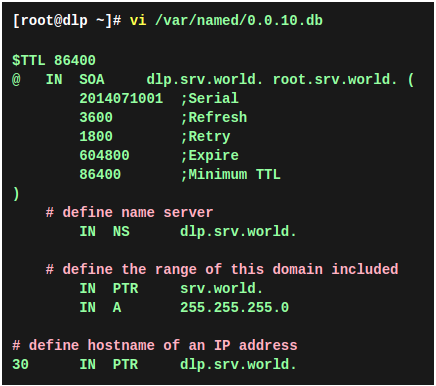 [root@dlp ~]# vi /var/named/0.0.10.db
$TTL 86400
@   IN  SOA     dlp.srv.world. root.srv.world. (
        2014071001  ;Serial
        3600        ;Refresh
        1800        ;Retry
        604800      ;Expire
        86400       ;Minimum TTL
)
    # define name server
        IN  NS      dlp.srv.world.
    # define the range of this domain included
        IN  PTR     srv.world.
        IN  A       255.255.255.0
# define hostname of an IP address
30      IN  PTR     dlp.srv.world.